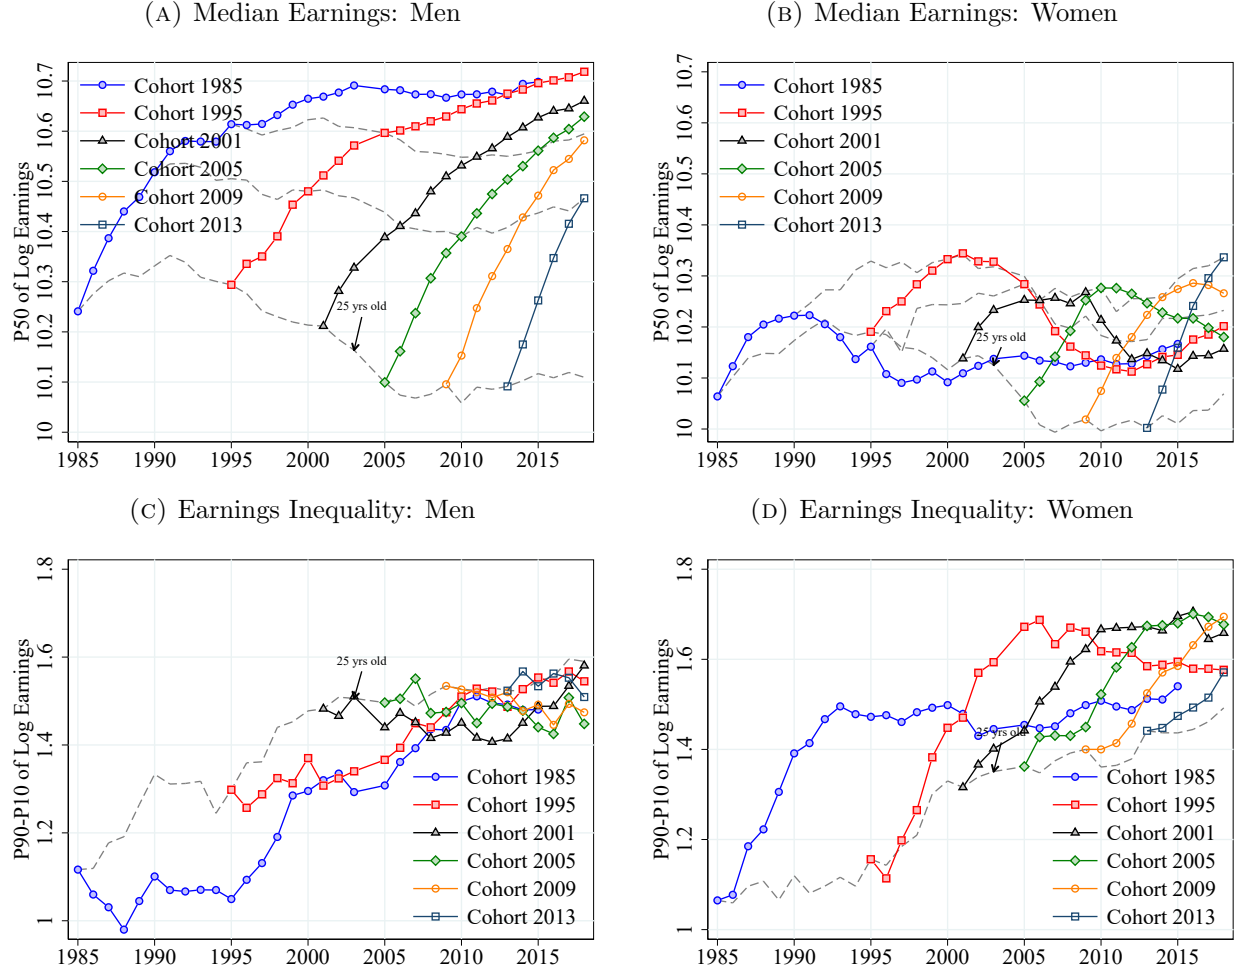 (A) Median Earnings: Men
P50 of Log Earnings
10.7
10.6
10.5
10.4
10.3
10.2
10.1
10
Cohort 1985
Cohort 1995
Cohort 2001
Cohort 2005
Cohort 2009
Cohort 2013
25 yrs old
1985 1990 1995 2000 2005 2010 2015
(B) Median Earnings: Women
P50 of Log Earnings
10.7
10.6
10.5
10.4
10.3
10.2
10.1
10
Cohort 1985
Cohort 1995
Cohort 2001
Cohort 2005
Cohort 2009
Cohort 2013
25 yrs old
1985 1990 1995 2000 2005 2010 2015
(C) Earnings Inequality: Men
P90-P10 of Log Earnings
1.8
1.6
1.4
1.2
1
25 yrs old
Cohort 1985
Cohort 1995
Cohort 2001
Cohort 2005
Cohort 2009
Cohort 2013
1985 1990 1995 2000 2005 2010 2015
(D) Earnings Inequality: Women
P90-P10 of Log Earnings
1.8
1.6
1.4
1.2
1
25 yrs old
Cohort 1985
Cohort 1995
Cohort 2001
Cohort 2005
Cohort 2009
Cohort 2013
1985 1990 1995 2000 2005 2010 2015